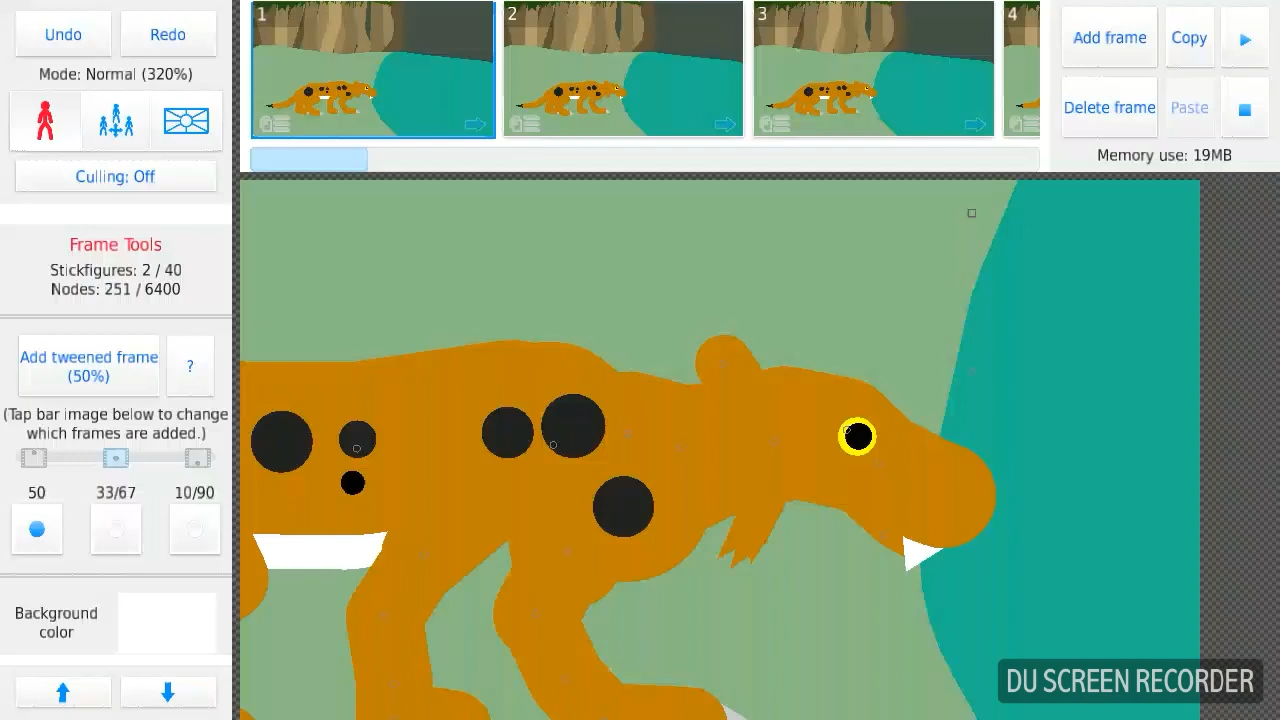 Undo
Redo
Mode: Normal (320%)
Culling: Off
Frame Tools
Stickfigures: 2 / 40
Nodes: 251 / 6400
Add tweened frame
(50%)
?
(Tap bar image below to change
which frames are added.)
50
33/67
10/90
Background
color
1
2
3
4
Add frame
Copy
Delete frame
Paste
Memory use: 19MB
DU SCREEN RECORDER